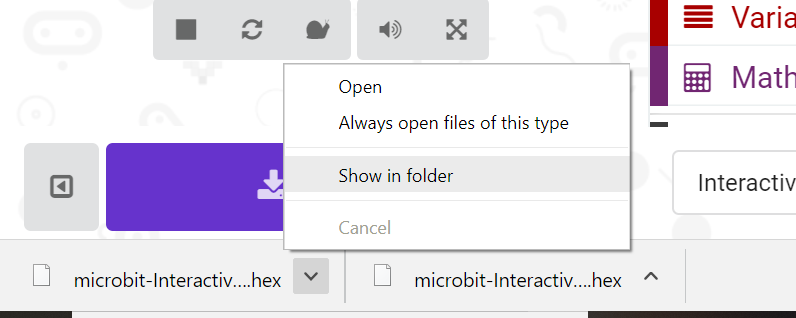 Varia
Math
Open
Always open files of this type
Show in folder
Interactiv
Cancel
microbit-Interactiv....hex
microbit-Interactiv....hex